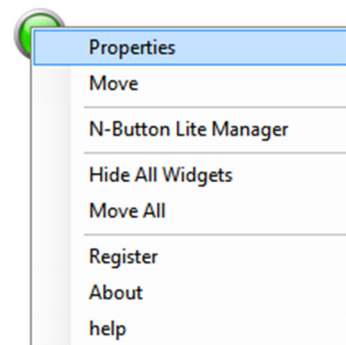 Properties
Move
N-Button Lite Manager
Hide All Widgets
Move All
Register
About
help